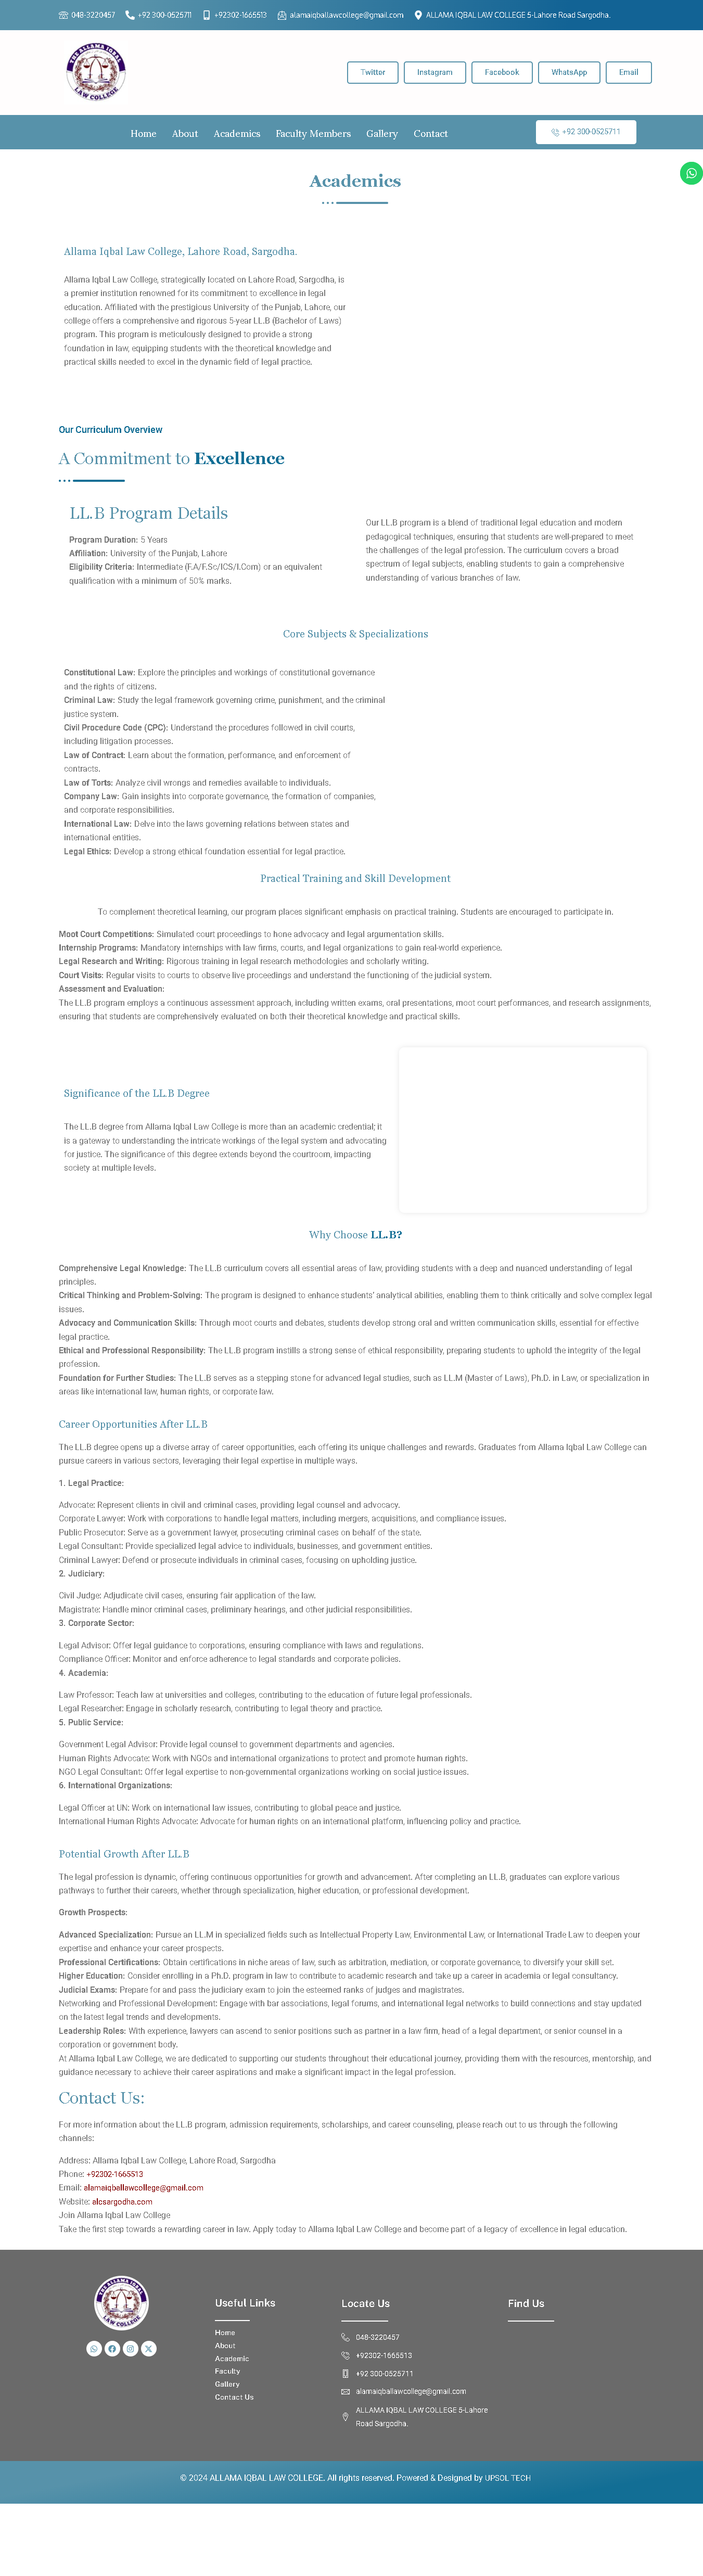 048-3220457 +92 300-0525711 +92302-1665513 alamaiqballawcollege@gmail.com ALLAMA IQBAL LAW COLLEGE 5-Lahore Road Sargodha.
THE ALLAMA IQBAL
LAW COLLEGE
Twitter Instagram Facebook WhatsApp Email
Home About Academics Faculty Members Gallery Contact +92 300-0525711
Academics
Allama Iqbal Law College, Lahore Road, Sargodha.
Allama Iqbal Law College, strategically located on Lahore Road, Sargodha, is
a premier institution renowned for its commitment to excellence in legal
education. Affiliated with the prestigious University of the Punjab, Lahore, our
college offers a comprehensive and rigorous 5-year LL.B (Bachelor of Laws)
program. This program is meticulously designed to provide a strong
foundation in law, equipping students with the theoretical knowledge and
practical skills needed to excel in the dynamic field of legal practice.
Our Curriculum Overview
A Commitment to Excellence
LL.B Program Details
Program Duration: 5 Years
Affiliation: University of the Punjab, Lahore
Eligibility Criteria: Intermediate (F.A/F.Sc/ICS/I.Com) or an equivalent
qualification with a minimum of 50% marks.
Our LL.B program is a blend of traditional legal education and modern
pedagogical techniques, ensuring that students are well-prepared to meet
the challenges of the legal profession. The curriculum covers a broad
spectrum of legal subjects, enabling students to gain a comprehensive
understanding of various branches of law.
Core Subjects & Specializations
Constitutional Law: Explore the principles and workings of constitutional governance
and the rights of citizens.
Criminal Law: Study the legal framework governing crime, punishment, and the criminal
justice system.
Civil Procedure Code (CPC): Understand the procedures followed in civil courts,
including litigation processes.
Law of Contract: Learn about the formation, performance, and enforcement of
contracts.
Law of Torts: Analyze civil wrongs and remedies available to individuals.
Company Law: Gain insights into corporate governance, the formation of companies,
and corporate responsibilities.
International Law: Delve into the laws governing relations between states and
international entities.
Legal Ethics: Develop a strong ethical foundation essential for legal practice.
Practical Training and Skill Development
To complement theoretical learning, our program places significant emphasis on practical training. Students are encouraged to participate in.
Moot Court Competitions: Simulated court proceedings to hone advocacy and legal argumentation skills.
Internship Programs: Mandatory internships with law firms, courts, and legal organizations to gain real-world experience.
Legal Research and Writing: Rigorous training in legal research methodologies and scholarly writing.
Court Visits: Regular visits to courts to observe live proceedings and understand the functioning of the judicial system.
Assessment and Evaluation:
The LL.B program employs a continuous assessment approach, including written exams, oral presentations, moot court performances, and research assignments,
ensuring that students are comprehensively evaluated on both their theoretical knowledge and practical skills.
Significance of the LL.B Degree
The LL.B degree from Allama Iqbal Law College is more than an academic credential; it
is a gateway to understanding the intricate workings of the legal system and advocating
for justice. The significance of this degree extends beyond the courtroom, impacting
society at multiple levels.
Why Choose LL.B?
Comprehensive Legal Knowledge: The LL.B curriculum covers all essential areas of law, providing students with a deep and nuanced understanding of legal
principles.
Critical Thinking and Problem-Solving: The program is designed to enhance students' analytical abilities, enabling them to think critically and solve complex legal
issues.
Advocacy and Communication Skills: Through moot courts and debates, students develop strong oral and written communication skills, essential for effective
legal practice.
Ethical and Professional Responsibility: The LL.B program instills a strong sense of ethical responsibility, preparing students to uphold the integrity of the legal
profession.
Foundation for Further Studies: The LL.B serves as a stepping stone for advanced legal studies, such as LL.M (Master of Laws), Ph.D. in Law, or specialization in
areas like international law, human rights, or corporate law.
Career Opportunities After LL.B
The LL.B degree opens up a diverse array of career opportunities, each offering its unique challenges and rewards. Graduates from Allama Iqbal Law College can
pursue careers in various sectors, leveraging their legal expertise in multiple ways.
1. Legal Practice:
Advocate: Represent clients in civil and criminal cases, providing legal counsel and advocacy.
Corporate Lawyer: Work with corporations to handle legal matters, including mergers, acquisitions, and compliance issues.
Public Prosecutor: Serve as a government lawyer, prosecuting criminal cases on behalf of the state.
Legal Consultant: Provide specialized legal advice to individuals, businesses, and government entities.
Criminal Lawyer: Defend or prosecute individuals in criminal cases, focusing on upholding justice.
2. Judiciary:
Civil Judge: Adjudicate civil cases, ensuring fair application of the law.
Magistrate: Handle minor criminal cases, preliminary hearings, and other judicial responsibilities.
3. Corporate Sector:
Legal Advisor: Offer legal guidance to corporations, ensuring compliance with laws and regulations.
Compliance Officer: Monitor and enforce adherence to legal standards and corporate policies.
4. Academia:
Law Professor: Teach law at universities and colleges, contributing to the education of future legal professionals.
Legal Researcher: Engage in scholarly research, contributing to legal theory and practice.
5. Public Service:
Government Legal Advisor: Provide legal counsel to government departments and agencies.
Human Rights Advocate: Work with NGOs and international organizations to protect and promote human rights.
NGO Legal Consultant: Offer legal expertise to non-governmental organizations working on social justice issues.
6. International Organizations:
Legal Officer at UN: Work on international law issues, contributing to global peace and justice.
International Human Rights Advocate: Advocate for human rights on an international platform, influencing policy and practice.
Potential Growth After LL.B
The legal profession is dynamic, offering continuous opportunities for growth and advancement. After completing an LL.B, graduates can explore various
pathways to further their careers, whether through specialization, higher education, or professional development.
Growth Prospects:
Advanced Specialization: Pursue an LL.M in specialized fields such as Intellectual Property Law, Environmental Law, or International Trade Law to deepen your
expertise and enhance your career prospects.
Professional Certifications: Obtain certifications in niche areas of law, such as arbitration, mediation, or corporate governance, to diversify your skill set.
Higher Education: Consider enrolling in a Ph.D. program in law to contribute to academic research and take up a career in academia or legal consultancy.
Judicial Exams: Prepare for and pass the judiciary exam to join the esteemed ranks of judges and magistrates.
Networking and Professional Development: Engage with bar associations, legal forums, and international legal networks to build connections and stay updated
on the latest legal trends and developments.
Leadership Roles: With experience, lawyers can ascend to senior positions such as partner in a law firm, head of a legal department, or senior counsel in a
corporation or government body.
At Allama Iqbal Law College, we are dedicated to supporting our students throughout their educational journey, providing them with the resources, mentorship, and
guidance necessary to achieve their career aspirations and make a significant impact in the legal profession.
Contact Us:
For more information about the LL.B program, admission requirements, scholarships, and career counseling, please reach out to us through the following
channels:
Address: Allama Iqbal Law College, Lahore Road, Sargodha
Phone: +92302-1665513
Email: alamaiqballawcollege@gmail.com
Website: alcsargodha.com
Join Allama Iqbal Law College
Take the first step towards a rewarding career in law. Apply today to Allama Iqbal Law College and become part of a legacy of excellence in legal education.
THE ALLAMA IQBAL
LAW COLLEGE
Useful Links
Home
About
Academic
Faculty
Gallery
Contact Us
Locate Us
048-3220457
+92302-1665513
+92 300-0525711
alamaiqballawcollege@gmail.com
ALLAMA IQBAL LAW COLLEGE 5-Lahore
Road Sargodha.
Find Us
© 2024 ALLAMA IQBAL LAW COLLEGE. All rights reserved. Powered & Designed by UPSOL TECH